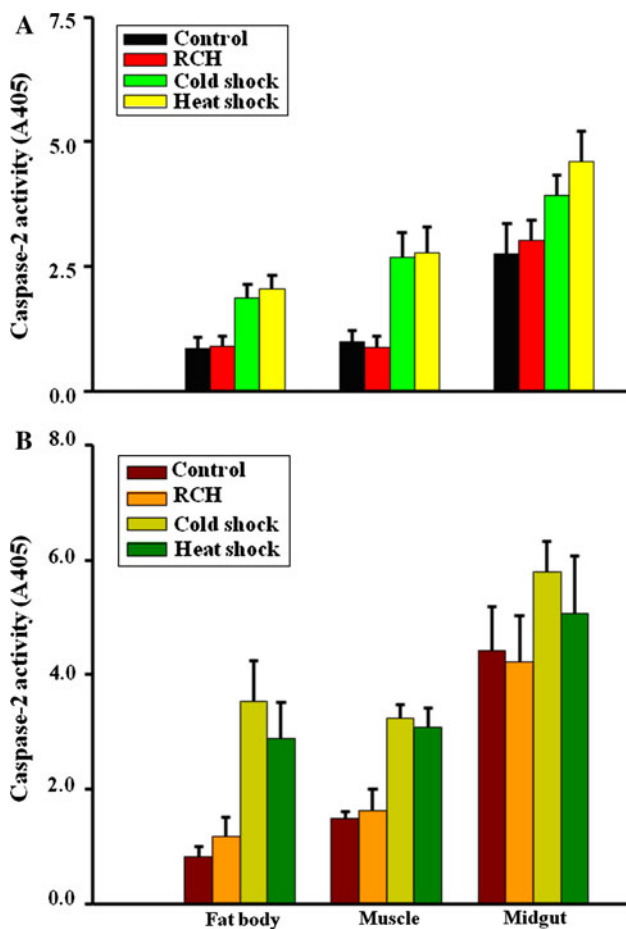 A
Caspase-2 activity (A405)
7.5
5.0
2.5
0.0
Control
RCH
Cold shock
Heat shock
B
Caspase-2 activity (A405)
8.0
6.0
4.0
2.0
0.0
Control
RCH
Cold shock
Heat shock
Fat body Muscle Midgut